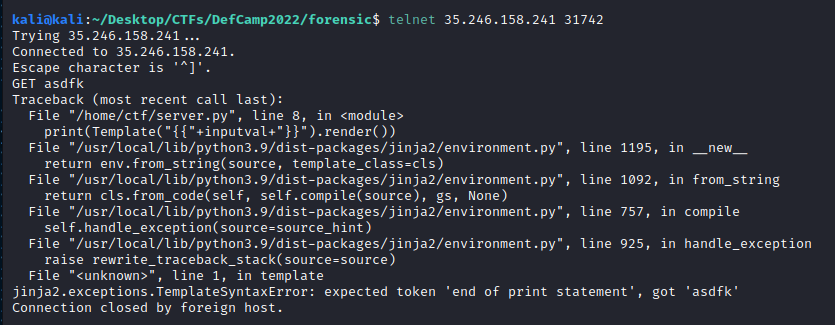 kali@kali:~/Desktop/CTFs/DefCamp2022/forensic$ telnet 35.246.158.241 31742
Trying 35.246.158.241...
Connected to 35.246.158.241.
Escape character is '^]'.
GET asdfk
Traceback (most recent call last):
  File "/home/ctf/server.py", line 8, in <module>
    print(Template("{{"+inputval+"}}").render())
  File "/usr/local/lib/python3.9/dist-packages/jinja2/environment.py", line 1195, in __new__
    return env.from_string(source, template_class=cls)
  File "/usr/local/lib/python3.9/dist-packages/jinja2/environment.py", line 1092, in from_string
    return cls.from_code(self, self.compile(source), gs, None)
  File "/usr/local/lib/python3.9/dist-packages/jinja2/environment.py", line 757, in compile
    self.handle_exception(source=source_hint)
  File "/usr/local/lib/python3.9/dist-packages/jinja2/environment.py", line 925, in handle_exception
    raise rewrite_traceback_stack(source=source)
  File "<unknown>", line 1, in template
jinja2.exceptions.TemplateSyntaxError: expected token 'end of print statement', got 'asdfk'
Connection closed by foreign host.